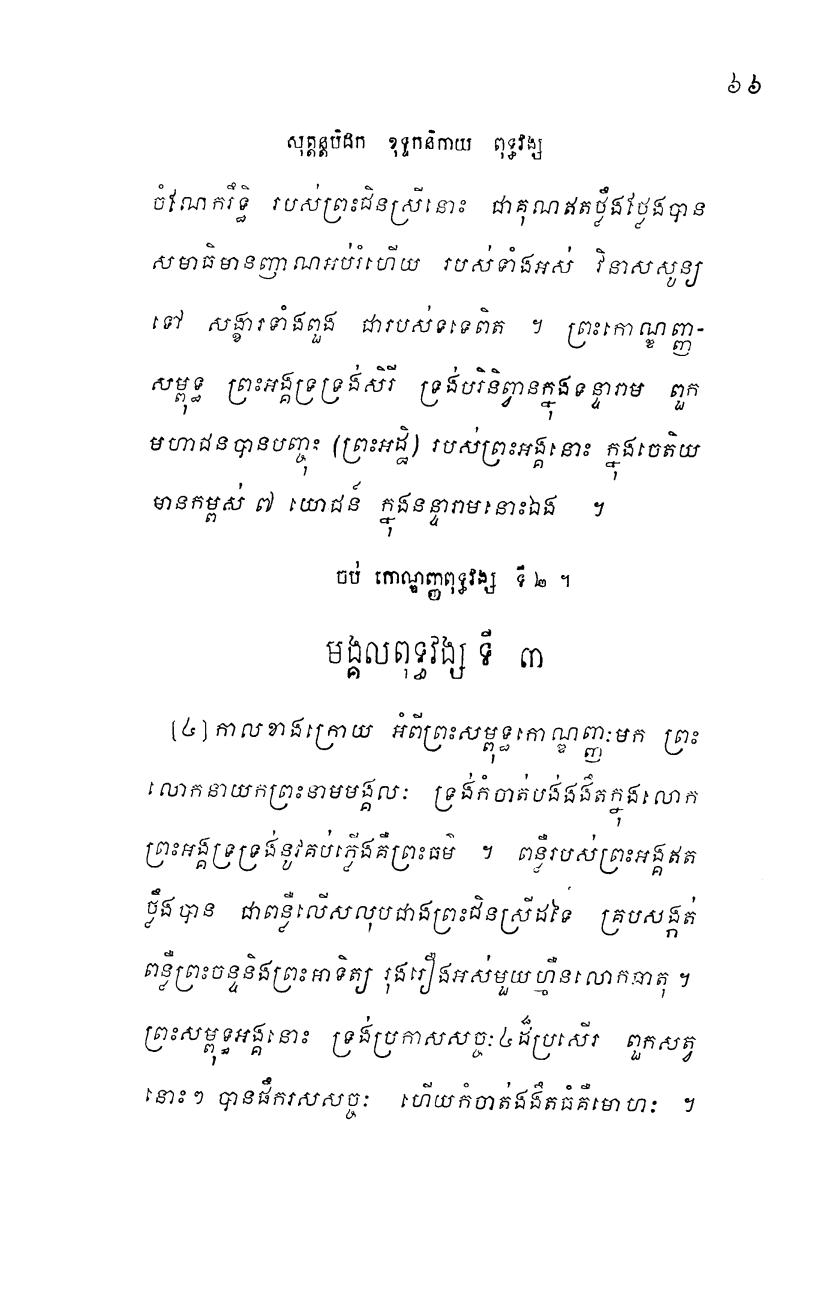 ៦៦
សុត្តន្តបិដក ខុទ្ទកនិកាយ ពុទ្ធវង្ស
ចំណែករឹទ្ធិ របស់ព្រះជិនស្រីនោះ ជាគុណឥតថ្លឹងថ្លែងបាន
សមាធិមានញាណអប់រំហើយ របស់ទាំងអស់ វិនាសសូន្យ
ទៅ សង្ខារទាំងពួង ជារបស់ទទេពិត ។ ព្រះកោណ្ឌញ្ញ-
សម្ពុទ្ធ ព្រះអង្គទ្រទ្រង់សិរី ទ្រង់បរិនិព្វានក្នុងនន្ទារាម ពួក
មហាជនបានបញ្ចុះ (ព្រះអដ្ឋិ) របស់ព្រះអង្គនោះ ក្នុងចេតិយ
មានកម្ពស់ ៧ យោជន៍ ក្នុងនន្ទារាមនោះឯង ។
ចប់ កោណ្ឌញ្ញពុទ្ធវង្ស ទី ២ ។
មង្គលពុទ្ធវង្ស ទី ៣
(៤) កាលខាងក្រោយ អំពីព្រះសម្ពុទ្ធកោណ្ឌញ្ញៈមក ព្រះ
លោកនាយកព្រះនាមមង្គលៈ ទ្រង់កំចាត់បង់ងងឹតក្នុងលោក
ព្រះអង្គទ្រទ្រង់នូវគប់ភ្លើងគឺព្រះធម៌ ។ ពន្លឺរបស់ព្រះអង្គឥត
ថ្លឹងបាន ជាពន្លឺលើសលុបជាងព្រះជិនស្រីដទៃ គ្របសង្កត់
ពន្លឺព្រះចន្ទនិងព្រះអាទិត្យ រុងរឿងអស់មួយហ្មឺនលោកធាតុ ។
ព្រះសម្ពុទ្ធអង្គនោះ ទ្រង់ប្រកាសសច្ចៈ ៤ ដ៏ប្រសើរ ពួកសត្វ
នោះៗ បានផឹករសសច្ចៈ ហើយកំចាត់ងងឹតធំគឺមោហៈ ។